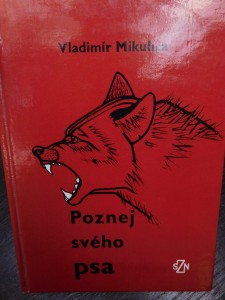 Vladimír Mikulica
Poznej
svého
psa
SZN